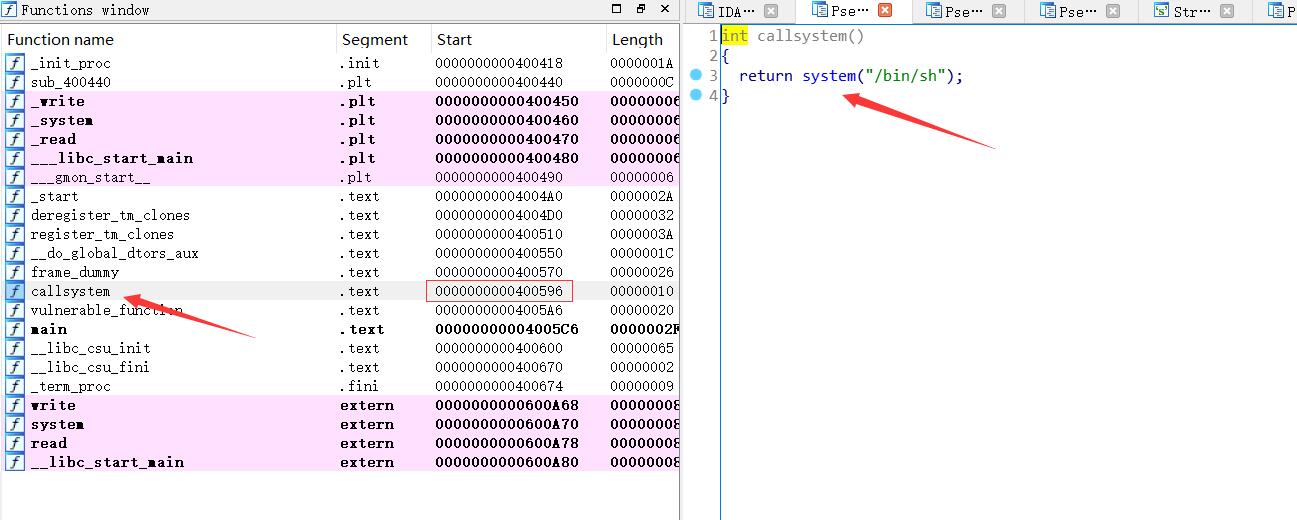 Functions window
Function name Segment Start Length
_init_proc .init 0000000000400418 0000001A
sub_400440 .plt 0000000000400440 0000000C
_write .plt 0000000000400450 00000006
_system .plt 0000000000400460 00000006
_read .plt 0000000000400470 00000006
___libc_start_main .plt 0000000000400480 00000006
___gmon_start__ .plt 0000000000400490 00000006
_start .text 00000000004004A0 0000002A
deregister_tm_clones .text 00000000004004D0 00000032
register_tm_clones .text 0000000000400510 0000003A
__do_global_dtors_aux .text 0000000000400550 0000001C
frame_dummy .text 0000000000400570 00000026
callsystem .text 0000000000400596 00000010
vulnerable_function .text 00000000004005A6 00000020
main .text 00000000004005C6 0000002F
__libc_csu_init .text 0000000000400600 00000065
__libc_csu_fini .text 0000000000400670 00000002
_term_proc .fini 0000000000400674 00000009
write extern 0000000000600A68 00000008
system extern 0000000000600A70 00000008
read extern 0000000000600A78 00000008
__libc_start_main extern 0000000000600A80 00000008
IDA… Pse… Pse… Pse… Str… P
1 int callsystem()
2 {
3 return system("/bin/sh");
4 }